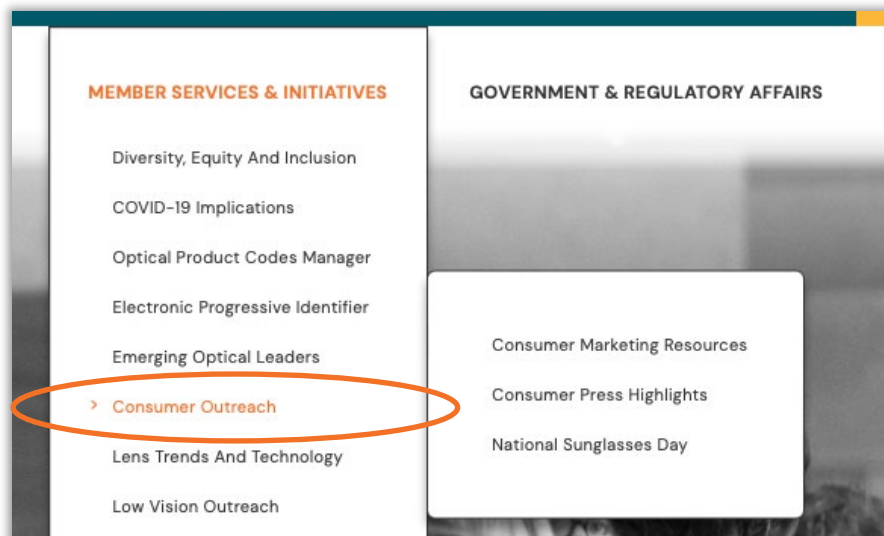 MEMBER SERVICES & INITIATIVES
GOVERNMENT & REGULATORY AFFAIRS
Diversity, Equity And Inclusion
COVID-19 Implications
Optical Product Codes Manager
Electronic Progressive Identifier
Emerging Optical Leaders
> Consumer Outreach
Lens Trends And Technology
Low Vision Outreach
Consumer Marketing Resources
Consumer Press Highlights
National Sunglasses Day